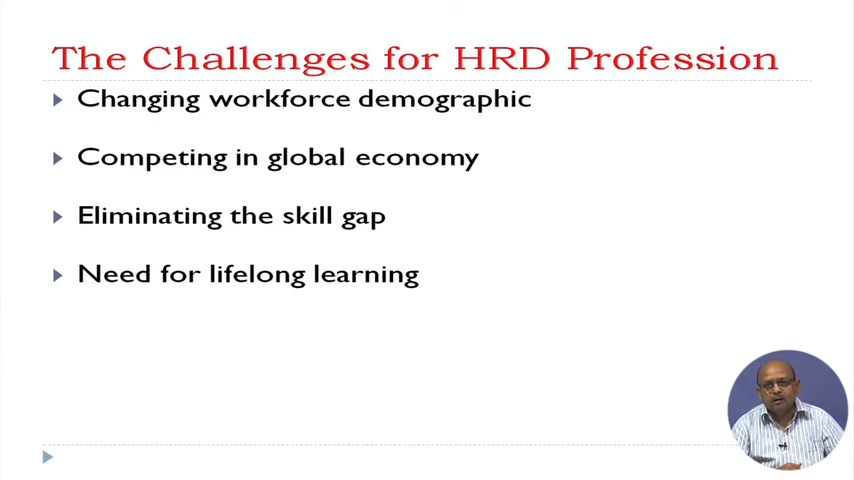 The Challenges for HRD Profession
Changing workforce demographic
Competing in global economy
Eliminating the skill gap
Need for lifelong learning